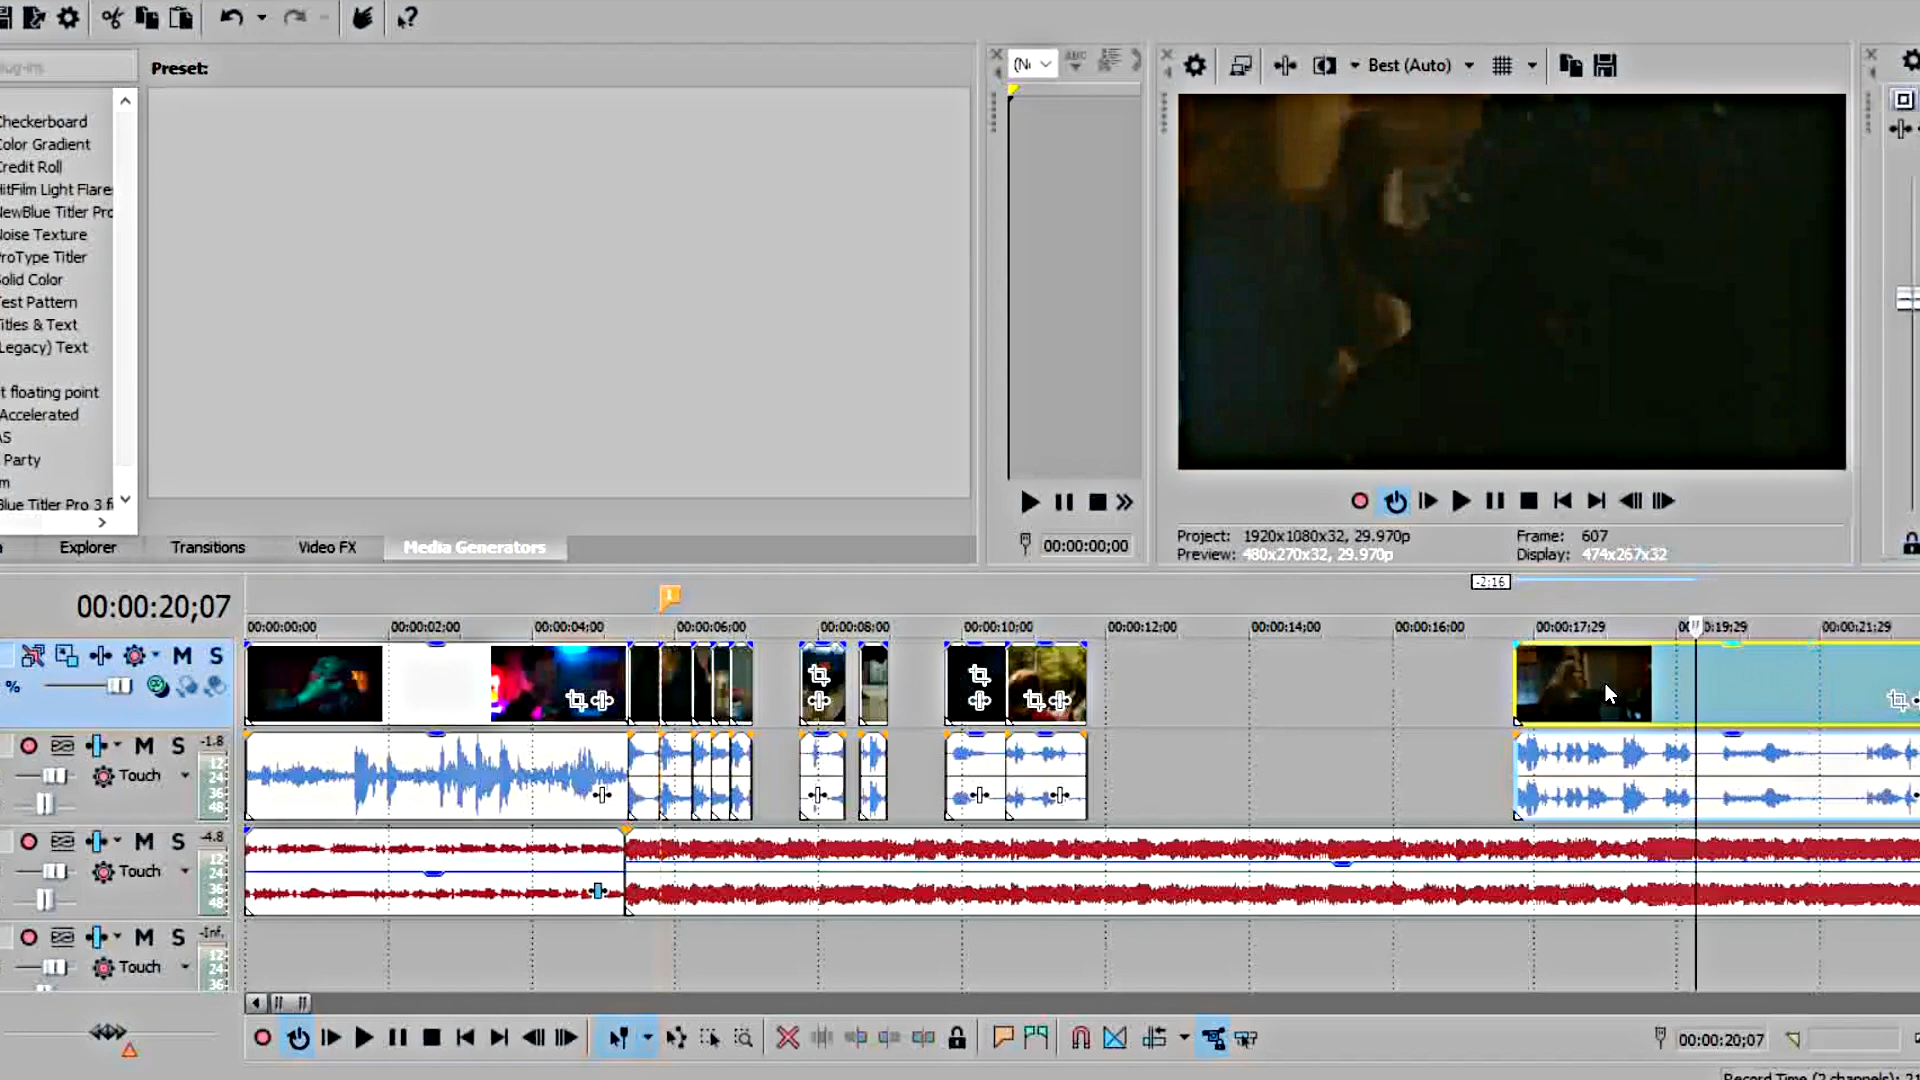 Preset:
Checkerboard
Color Gradient
Credit Roll
HitFilm Light Flare
NewBlue Titler Pro
Noise Texture
ProType Titler
Solid Color
Test Pattern
Titles & Text
Legacy) Text
t floating point
Accelerated
AS
Party
m
Blue Titler Pro 3 f
Explorer
Transitions
Video FX
Media Generators
00:00:00;00
Best (Auto)
Project: 1920x1080x32, 29.970p
Preview: 480x270x32, 29.970p
Frame: 607
Display: 474x267x32
-2:16
00:00:20;07
1
00:00:00;00
00:00:02;00
00:00:04;00
00:00:06;00
00:00:08;00
00:00:10;00
00:00:12;00
00:00:14;00
00:00:16;00
00:00:17;29
0:19;29
00:00:21;29
%
M S
M S
-1.8
12
24
36
48
Touch
M S
-4.8
12
24
36
48
Touch
M S
-Inf.
12
24
36
Touch
00:00:20;07